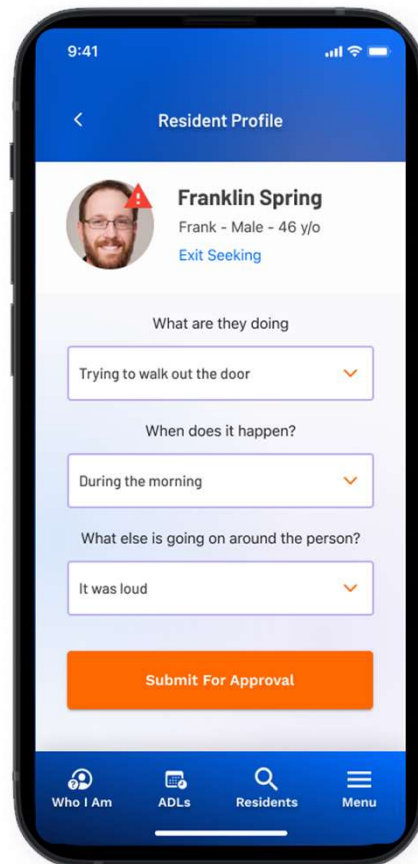 9:41
Resident Profile
Franklin Spring
Frank - Male - 46 y/o
Exit Seeking
What are they doing
Trying to walk out the door
When does it happen?
During the morning
What else is going on around the person?
It was loud
Submit For Approval
Who I Am ADLs Residents Menu